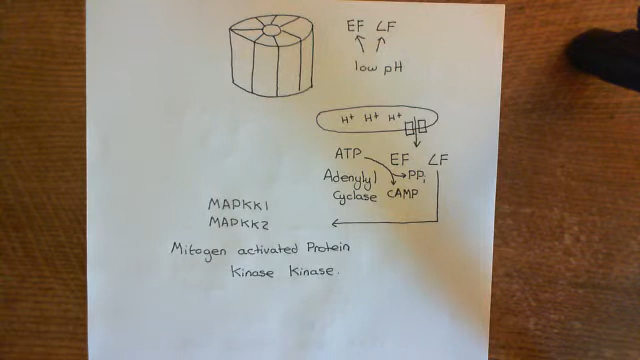 EF LF
low pH
H+ H+ H+
ATP EF LF
Adenylyl PPi
Cyclase cAMP
MAPKK1
MAPKK2
Mitogen activated Protein
Kinase Kinase.